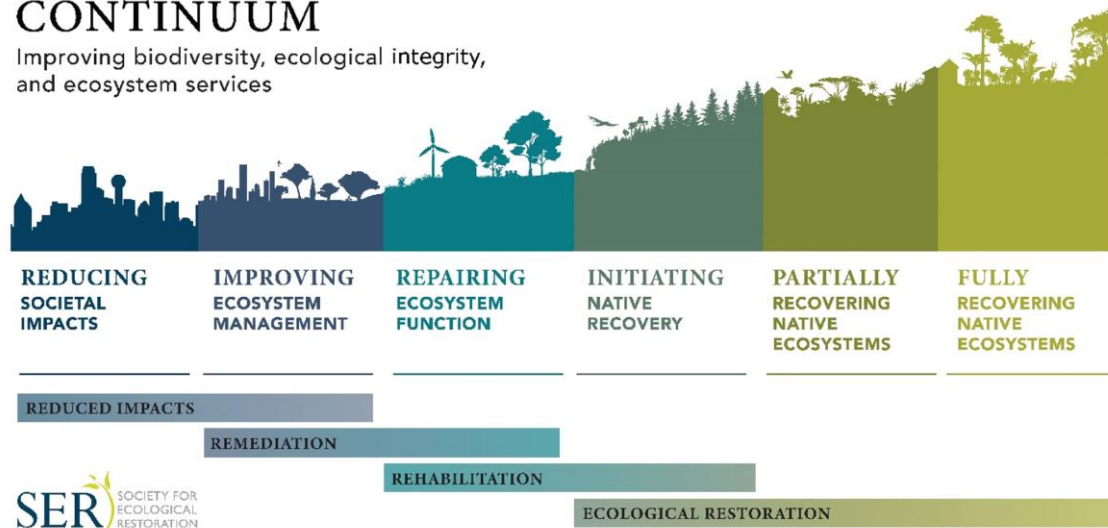 CONTINUUM
Improving biodiversity, ecological integrity,
and ecosystem services
REDUCING
SOCIETAL
IMPACTS
IMPROVING
ECOSYSTEM
MANAGEMENT
REPAIRING
ECOSYSTEM
FUNCTION
INITIATING
NATIVE
RECOVERY
PARTIALLY
RECOVERING
NATIVE
ECOSYSTEMS
FULLY
RECOVERING
NATIVE
ECOSYSTEMS
REDUCED IMPACTS
REMEDIATION
REHABILITATION
ECOLOGICAL RESTORATION
SER
SOCIETY FOR
ECOLOGICAL
RESTORATION